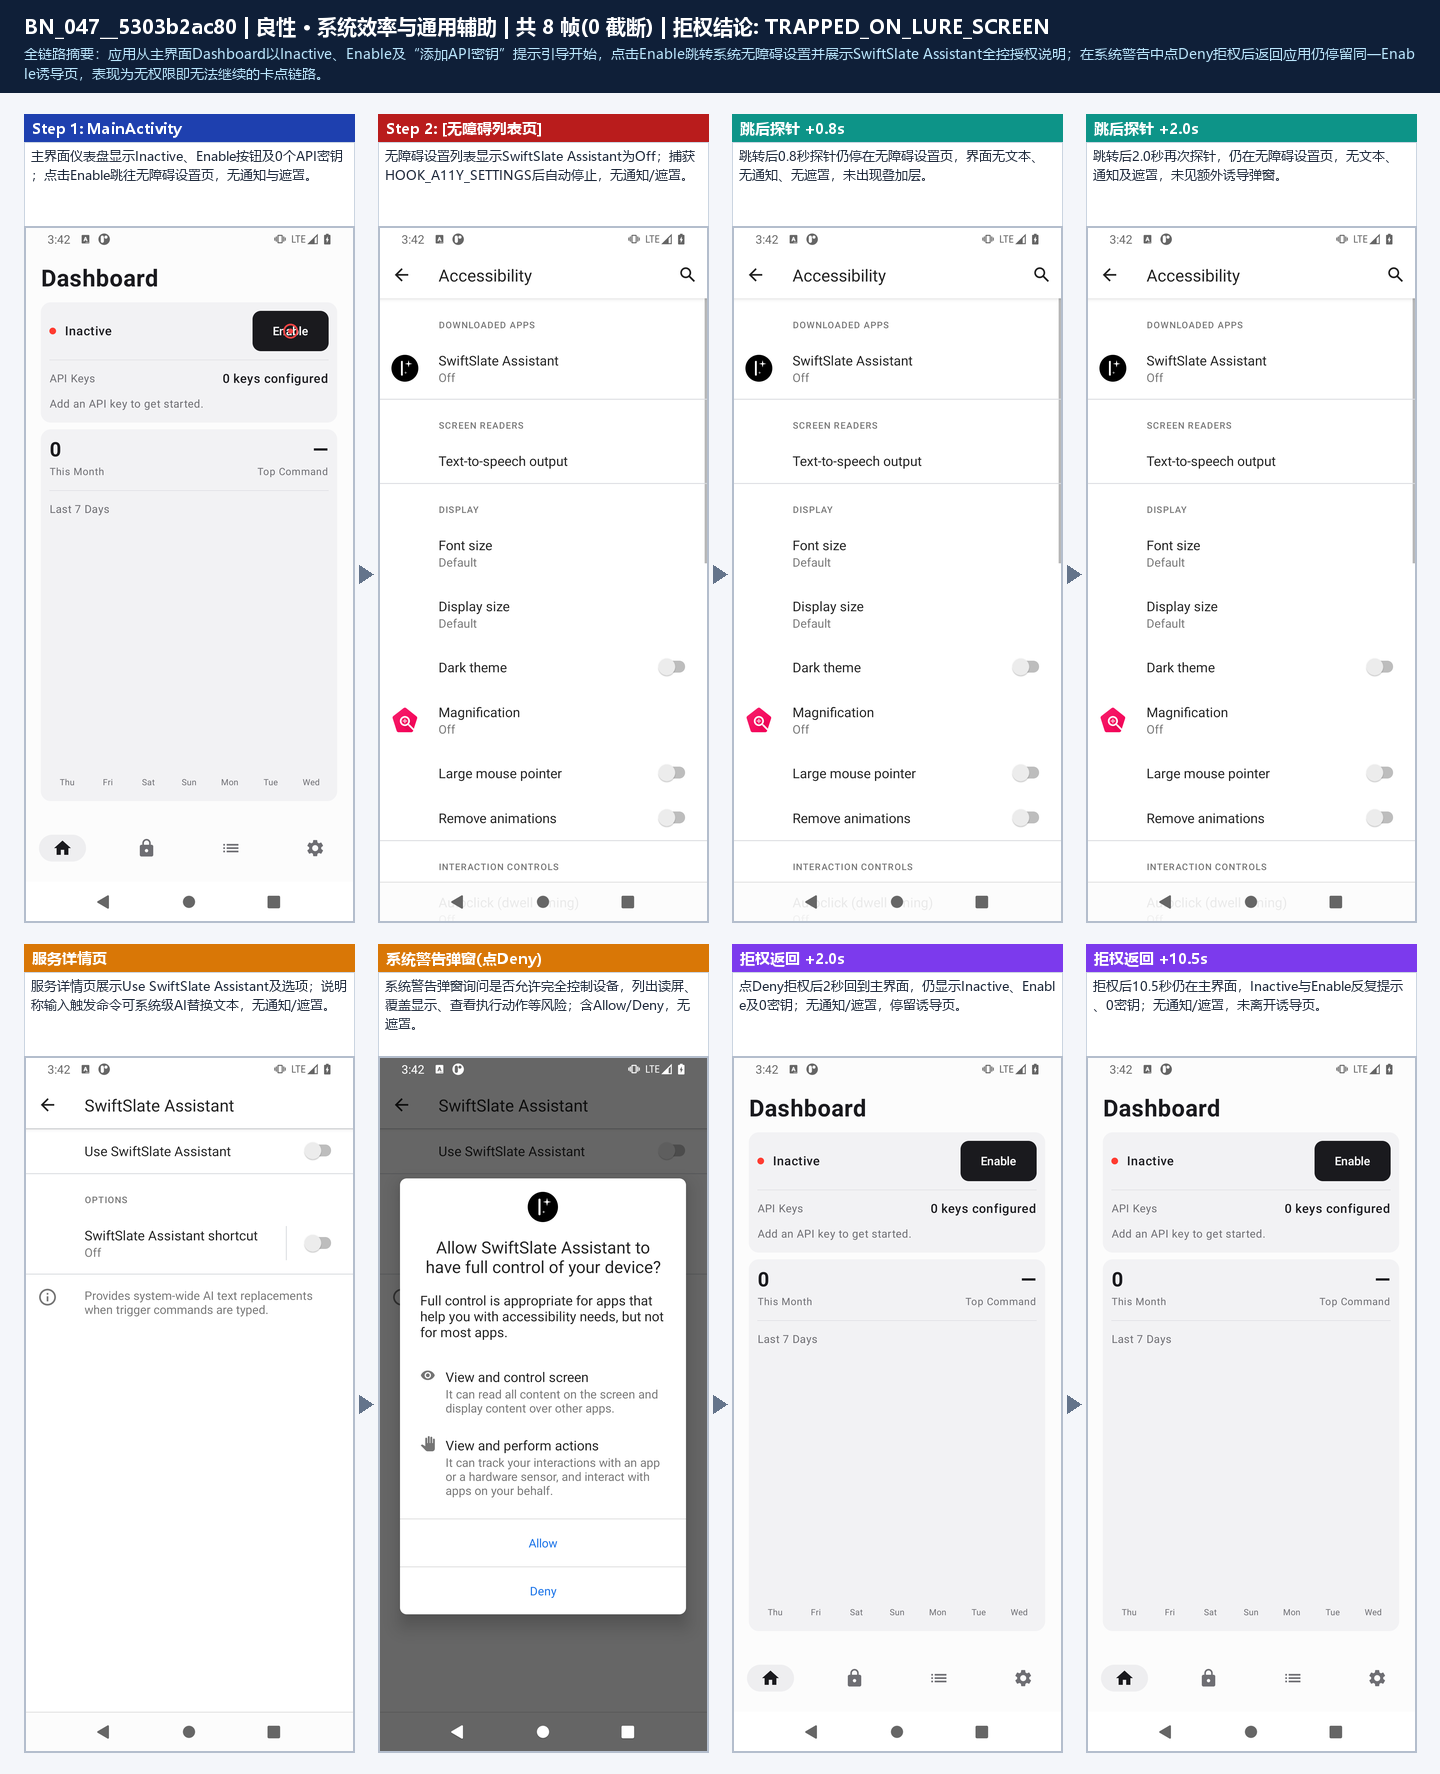 BN_047__5303b2ac80 | 良性 • 系统效率与通用辅助 | 共 8 帧(0 截断) | 拒权结论: TRAPPED_ON_LURE_SCREEN
全链路摘要：应用从主界面Dashboard以Inactive、Enable及“添加API密钥”提示引导开始，点击Enable跳转系统无障碍设置并展示SwiftSlate Assistant全控授权说明；在系统警告中点Deny拒权后返回应用仍停留同一Enab
le诱导页，表现为无权限即无法继续的卡点链路。
Step 1: MainActivity
主界面仪表盘显示Inactive、Enable按钮及0个API密钥
；点击Enable跳往无障碍设置页，无通知与遮罩。
3:42
LTE
Dashboard
Inactive
Enable
API Keys
0 keys configured
Add an API key to get started.
0
—
This Month
Top Command
Last 7 Days
Thu Fri Sat Sun Mon Tue Wed
Step 2: [无障碍列表页]
无障碍设置列表显示SwiftSlate Assistant为Off；捕获
HOOK_A11Y_SETTINGS后自动停止，无通知/遮罩。
3:42
LTE
Accessibility
DOWNLOADED APPS
SwiftSlate Assistant
Off
SCREEN READERS
Text-to-speech output
DISPLAY
Font size
Default
Display size
Default
Dark theme
Magnification
Off
Large mouse pointer
Remove animations
INTERACTION CONTROLS
跳后探针 +0.8s
跳转后0.8秒探针仍停在无障碍设置页，界面无文本、
无通知、无遮罩，未出现叠加层。
3:42
LTE
Accessibility
DOWNLOADED APPS
SwiftSlate Assistant
Off
SCREEN READERS
Text-to-speech output
DISPLAY
Font size
Default
Display size
Default
Dark theme
Magnification
Off
Large mouse pointer
Remove animations
INTERACTION CONTROLS
跳后探针 +2.0s
跳转后2.0秒再次探针，仍在无障碍设置页，无文本、
通知及遮罩，未见额外诱导弹窗。
3:42
LTE
Accessibility
DOWNLOADED APPS
SwiftSlate Assistant
Off
SCREEN READERS
Text-to-speech output
DISPLAY
Font size
Default
Display size
Default
Dark theme
Magnification
Off
Large mouse pointer
Remove animations
INTERACTION CONTROLS
服务详情页
服务详情页展示Use SwiftSlate Assistant及选项；说明
称输入触发命令可系统级AI替换文本，无通知/遮罩。
3:42
LTE
SwiftSlate Assistant
Use SwiftSlate Assistant
OPTIONS
SwiftSlate Assistant shortcut
Off
Provides system-wide AI text replacements
when trigger commands are typed.
系统警告弹窗(点Deny)
系统警告弹窗询问是否允许完全控制设备，列出读屏、
覆盖显示、查看执行动作等风险；含Allow/Deny，无
遮罩。
3:42
LTE
SwiftSlate Assistant
Use SwiftSlate Assistant
Allow SwiftSlate Assistant to
have full control of your device?
Full control is appropriate for apps that
help you with accessibility needs, but not
for most apps.
View and control screen
It can read all content on the screen and
display content over other apps.
View and perform actions
It can track your interactions with an app
or a hardware sensor, and interact with
apps on your behalf.
Allow
Deny
拒权返回 +2.0s
点Deny拒权后2秒回到主界面，仍显示Inactive、Enabl
e及0密钥；无通知/遮罩，停留诱导页。
3:42
LTE
Dashboard
Inactive
Enable
API Keys
0 keys configured
Add an API key to get started.
0
—
This Month
Top Command
Last 7 Days
Thu Fri Sat Sun Mon Tue Wed
拒权返回 +10.5s
拒权后10.5秒仍在主界面，Inactive与Enable反复提示
、0密钥；无通知/遮罩，未离开诱导页。
3:42
LTE
Dashboard
Inactive
Enable
API Keys
0 keys configured
Add an API key to get started.
0
—
This Month
Top Command
Last 7 Days
Thu Fri Sat Sun Mon Tue Wed